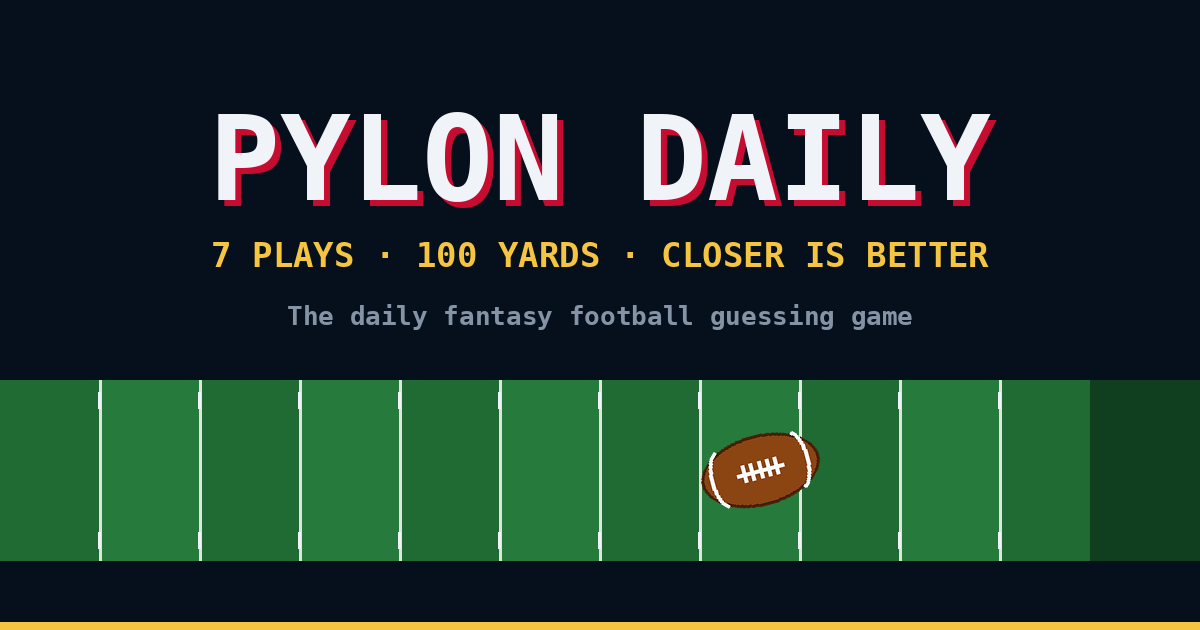 PYLON DAILY
7 PLAYS · 100 YARDS · CLOSER IS BETTER
The daily fantasy football guessing game